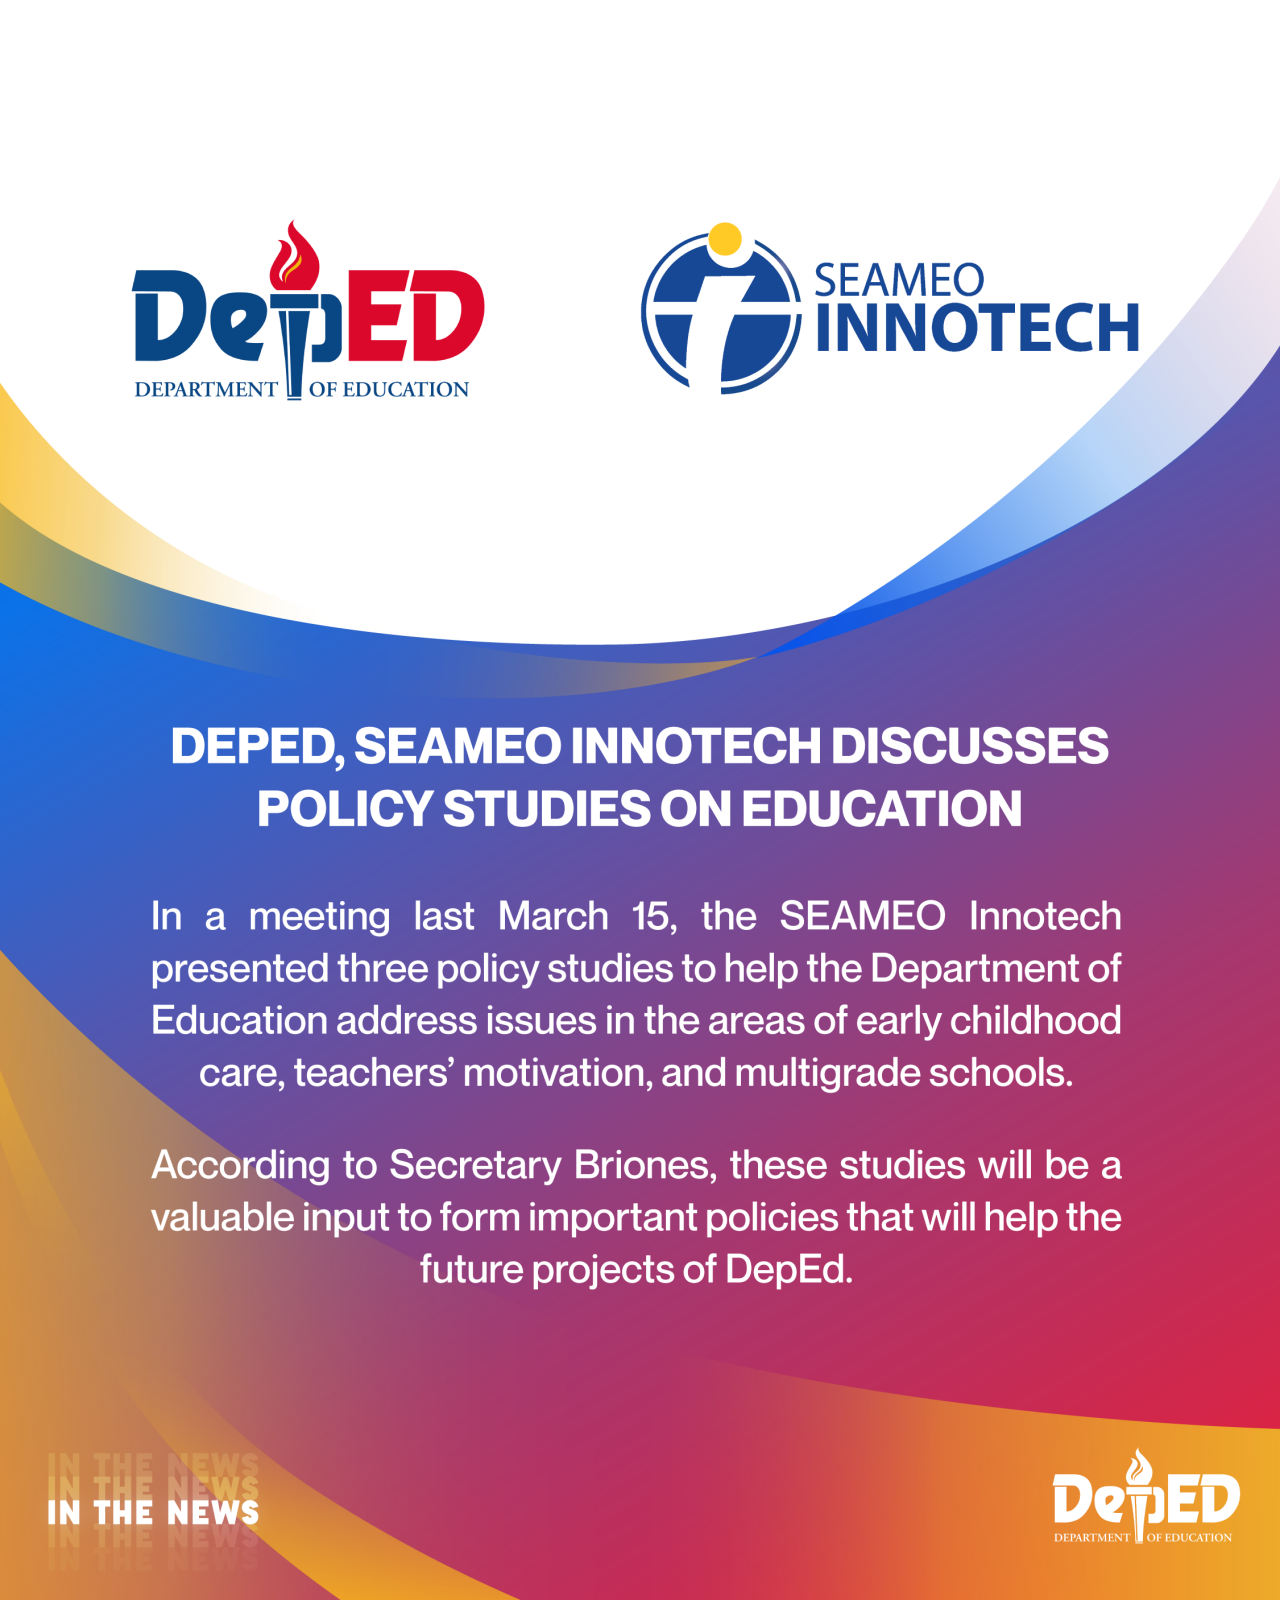 DepED
DEPARTMENT OF EDUCATION
SEAMEO
INNOTECH
DEPED, SEAMEO INNOTECH DISCUSSES
POLICY STUDIES ON EDUCATION
In a meeting last March 15, the SEAMEO Innotech
presented three policy studies to help the Department of
Education address issues in the areas of early childhood
care, teachers’ motivation, and multigrade schools.
According to Secretary Briones, these studies will be a
valuable input to form important policies that will help the
future projects of DepEd.
IN THE NEWS
IN THE NEWS
IN THE NEWS
IN THE NEWS
IN THE NEWS
DepED
DEPARTMENT OF EDUCATION